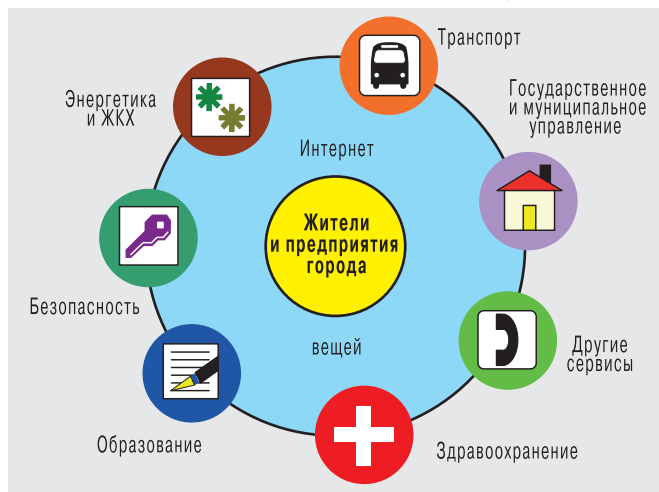 Транспорт
Государственное
и муниципальное
управление
Энергетика
и ЖКХ
Интернет
Жители
и предприятия
города
Безопасность
вещей
Другие
сервисы
Образование
Здравоохранение